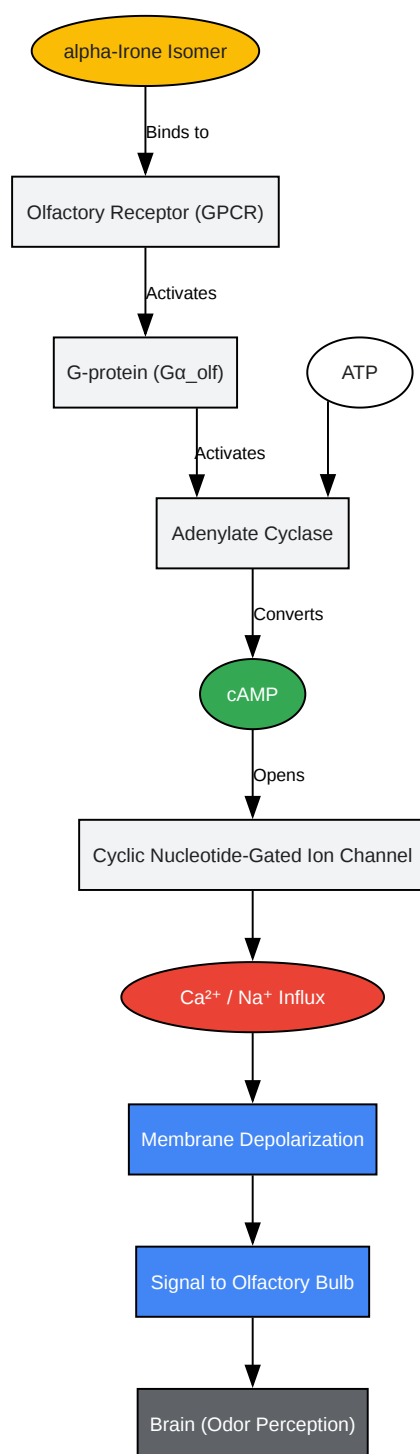 alpha-Irone Isomer
Binds to
Olfactory Receptor (GPCR)
Activates
G-protein (Gα_olf)
ATP
Activates
Adenylate Cyclase
Converts
cAMP
Opens
Cyclic Nucleotide-Gated Ion Channel
Ca²⁺ / Na⁺ Influx
Membrane Depolarization
Signal to Olfactory Bulb
Brain (Odor Perception)